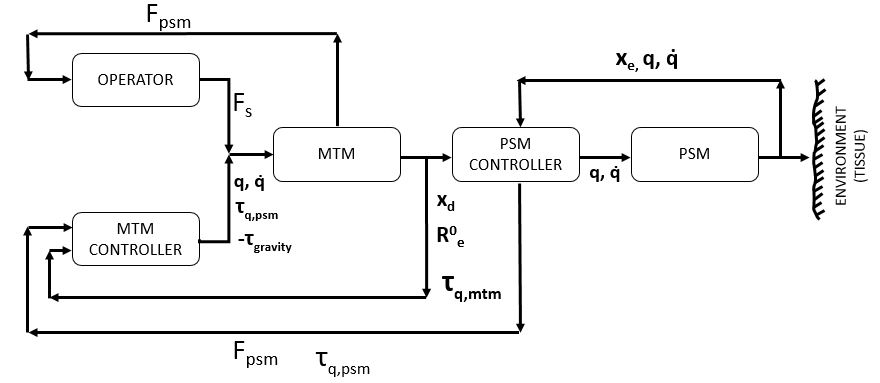 F_psm
OPERATOR
F_s
MTM
q, q̇
τ_q,psm
-τ_gravity
MTM
CONTROLLER
x_d
R⁰_e
τ_q,mtm
F_psm τ_q,psm
PSM
CONTROLLER
q, q̇
x_e, q, q̇
PSM
ENVIRONMENT
(TISSUE)